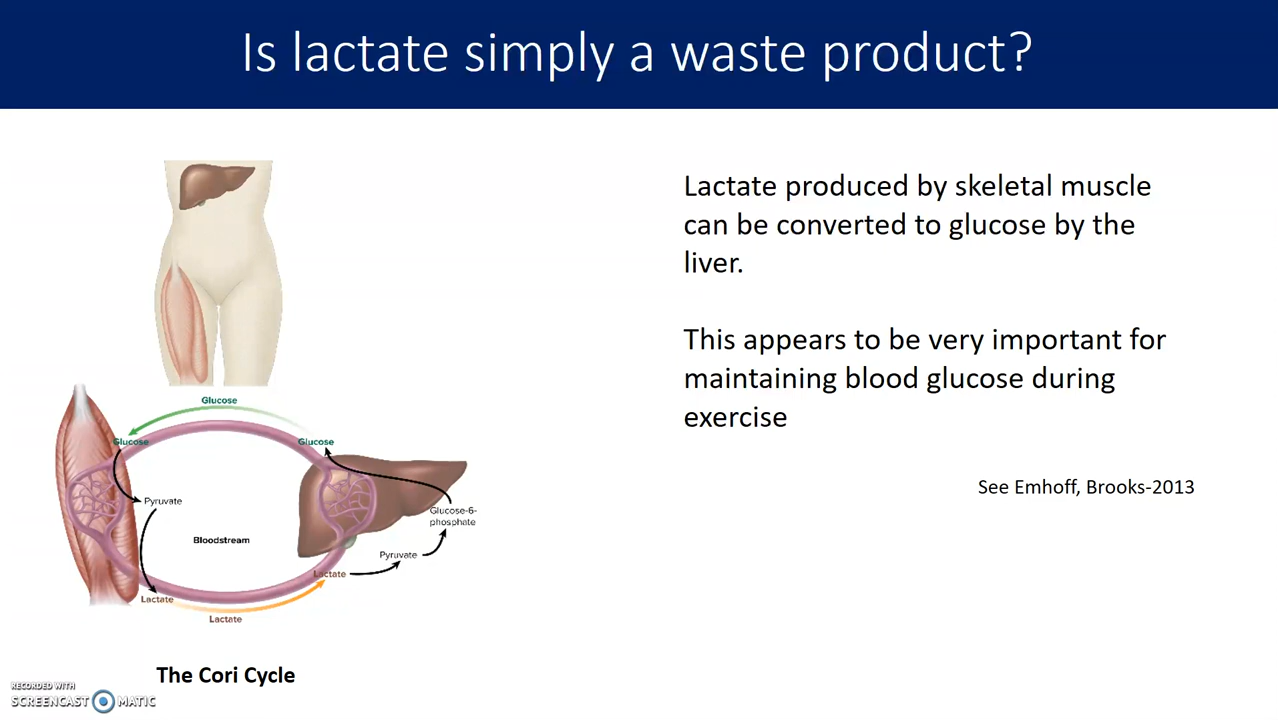 Is lactate simply a waste product?
Lactate produced by skeletal muscle
can be converted to glucose by the
liver.
This appears to be very important for
maintaining blood glucose during
exercise
See Emhoff, Brooks-2013
Glucose
Glucose
Glucose
Pyruvate
Glucose-6-
phosphate
Bloodstream
Pyruvate
Lactate
Lactate
Lactate
The Cori Cycle
RECORDED WITH
SCREENCAST MATIC